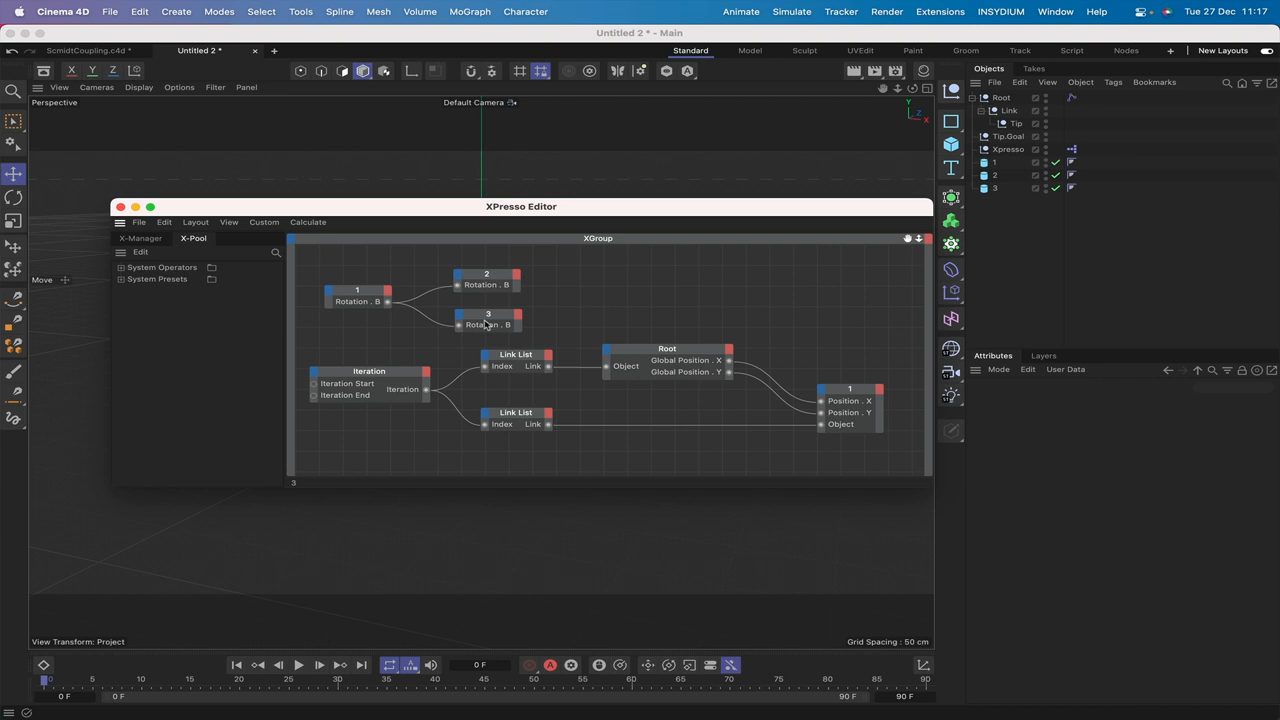 Cinema 4D File Edit Create Modes Select Tools Spline Mesh Volume MoGraph Character Animate Simulate Tracker Render Extensions INSYDIUM Window Help Tue 27 Dec 11:17
Untitled 2 * - Main
ScmidtCoupling.c4d * Untitled 2 * Standard Model Sculpt UVEdit Paint Groom Track Script Nodes New Layouts
X Y Z
Objects Takes
File Edit View Object Tags Bookmarks
View Cameras Display Options Filter Panel
Perspective Default Camera
Y
Z X
Root
Link
Tip
Tip.Goal
Xpresso
1
2
3
XPresso Editor
File Edit Layout View Custom Calculate
X-Manager X-Pool XGroup
Edit
System Operators
System Presets
Move
1
Rotation . B
2
Rotation . B
3
Rotation . B
Link List
Index Link
Root
Object Global Position . X
Global Position . Y
Iteration
Iteration Start
Iteration
Iteration End
Link List
Index Link
1
Position . X
Position . Y
Object
3
Attributes Layers
Mode Edit User Data
View Transform: Project Grid Spacing : 50 cm
0 F
0 5 10 15 20 25 30 35 40 45 50 55 60 65 70 75 80 85 90
0 F 0 F 90 F 90 F